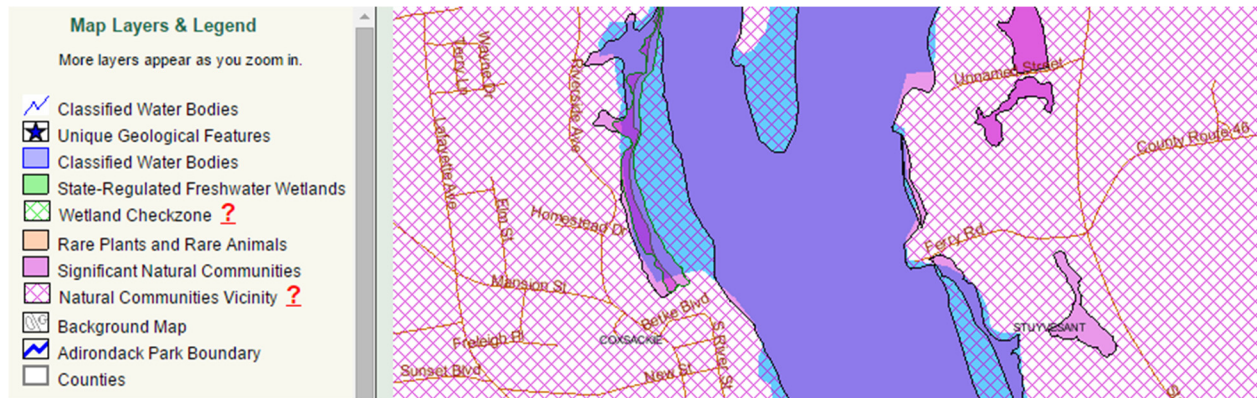 Map Layers & Legend
More layers appear as you zoom in.
Classified Water Bodies
Unique Geological Features
Classified Water Bodies
State-Regulated Freshwater Wetlands
Wetland Checkzone ?
Rare Plants and Rare Animals
Significant Natural Communities
Natural Communities Vicinity ?
Background Map
Adirondack Park Boundary
Counties
Terry Ln
Wayne Dr
Riverside Ave
Lafayette Ave
Elm St
Homestead Dr
Mansion St
Betke Blvd
COXSACKIE
Freleigh Pl
Sunset Blvd
New St
S River St
Unnamed Street
County Route 46
Ferry Rd
STUYVESANT